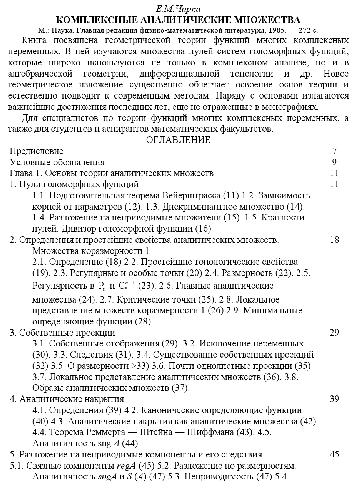 Е.М.Чирка
КОМПЛЕКСНЫЕ АНАЛИТИЧЕСКИЕ МНОЖЕСТВА
М.: Наука. Главная редакция физико-математической литературы, 1985. — 272 с.
Книга посвящена геометрической теории функций многих комплексных
переменных. В ней изучаются множества нулей систем голоморфных функций,
которые широко используются не только в комплексном анализе, но и в
алгебраической геометрии, дифференциальной топологии и др. Новое
геометрическое изложение существенно облегчает освоение основ теории и
естественно подводит к современным методам. Наряду с основами излагаются
важнейшие достижения последних лет, еще не отраженные в монографиях.
Для специалистов по теории функций многих комплексных переменных, а
также для студентов и аспирантов математических факультетов.
ОГЛАВЛЕНИЕ
Предисловие 7
Условные обозначения 9
Глава 1. Основы теории аналитических множеств 11
1. Нули голоморфных функций 11
1.1. Подготовительная теорема Вейерштрасса (11) 1.2. Зависимость
корней от параметров (12). 1.3. Дискриминантное множество (14).
1.4. Разложение на неприводимые множители (15). 1.5. Кратности
нулей. Дивизор голоморфной функции (16)
2. Определения и простейшие свойства аналитических множеств. 18
Множества коразмерности 1
2.1. Определение (18) 2.2. Простейшие топологические свойства
(19). 2.3. Регулярные и особые точки (20) 2.4. Размерность (22). 2.5.
Регулярность в и (23). 2.6. Главные аналитические
множества (24). 2.7. Критические точки (25). 2.8. Локальное
представление множеств коразмерности 1 (26) 2.9. Минимальные
определяющие функции (28)
3. Собственные проекции 29
3.1. Собственные отображения (29). 3.2. Исключение переменных
(30). 3.3. Следствия (31). 3.4. Существование собственных проекций
(32) 3.5. О размерности (33) 3.6. Почти однолистные проекции (35)
3.7. Локальное представление аналитических множеств (36). 3.8.
Образы аналитических множеств (37).
4. Аналитические накрытия 39
4.1. Определения (39) 4.2. Канонические определяющие функции
(40) 4.3. Аналитические накрытия как аналитические множества (42)
4.4. Теорема Реммерта — Штейна — Шиффмана (43). 4.5.
Аналитичность sng A (44)
5. Разложение на неприводимые компоненты и его следствия 45
5.1. Связные компоненты regA (45) 5.2. Разложение по размерностям.
Аналитичность sngA и S (A) (47) 5.3. Неприводимость (47) 5.4.